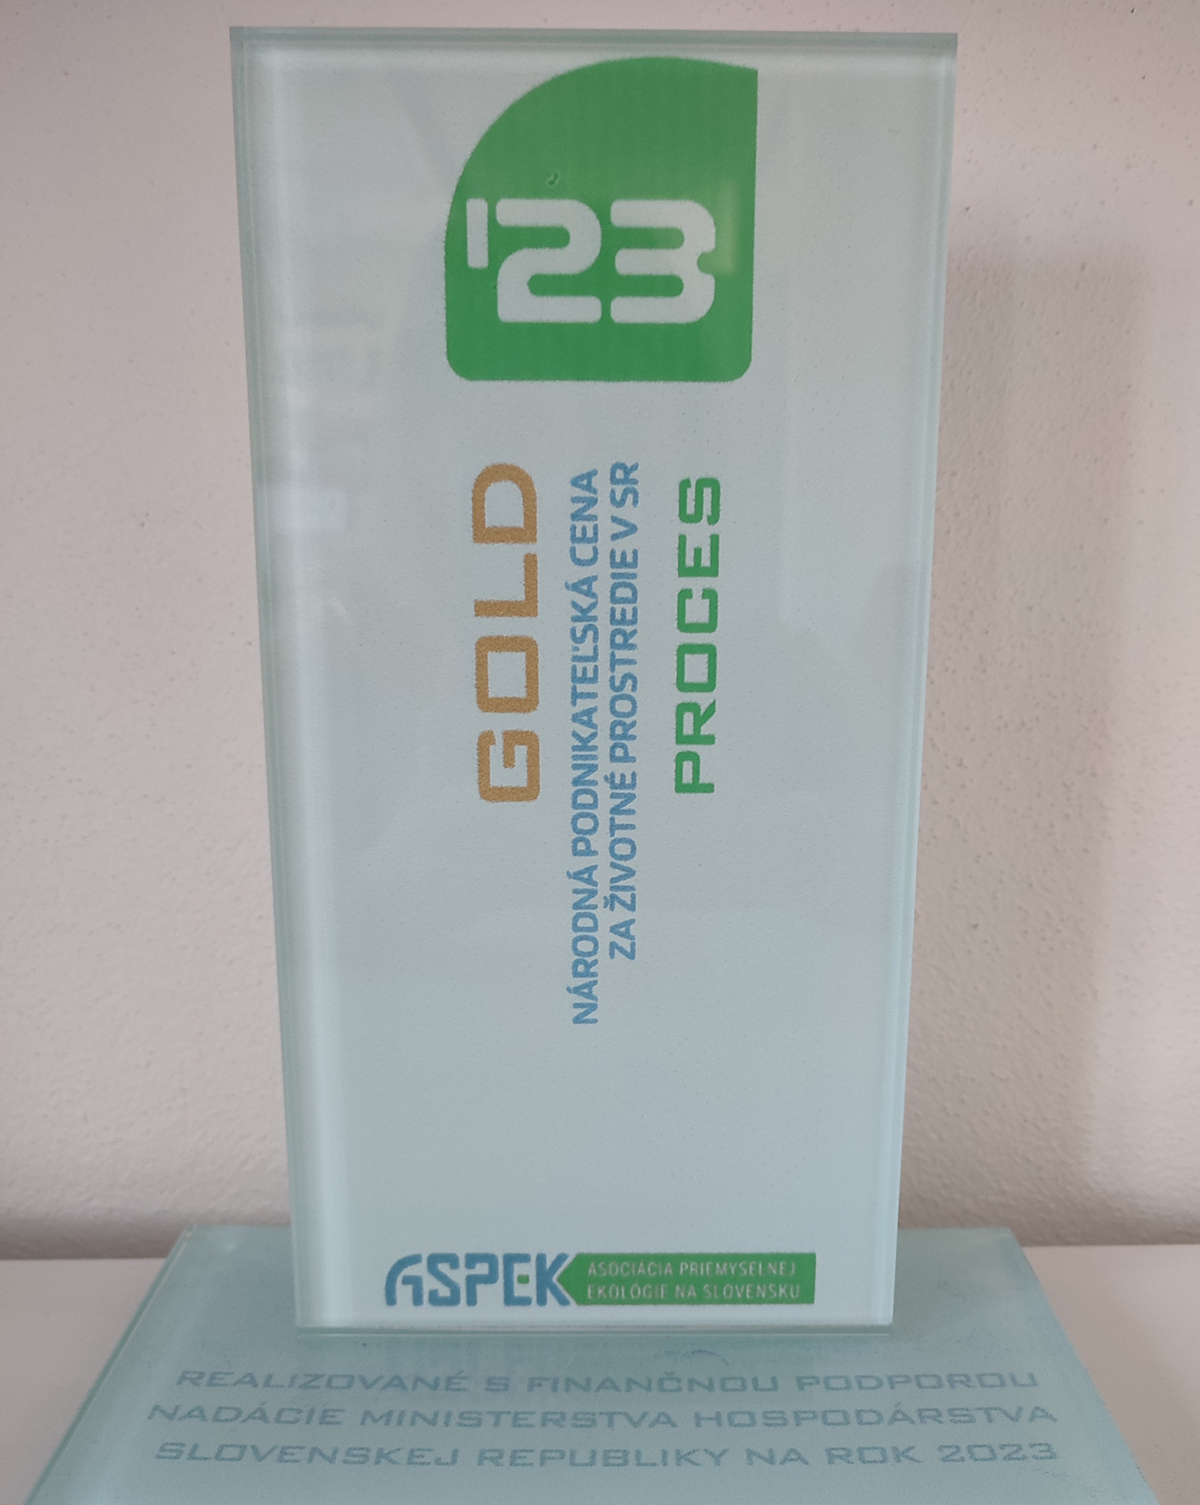 '23
GOLD
NÁRODNÁ PODNIKATEĽSKÁ CENA
ZA ŽIVOTNÉ PROSTREDIE V SR
PROCES
ASPEK
ASOCIÁCIA PRIEMYSELNEJ
EKOLÓGIE NA SLOVENSKU
REALIZOVANÉ S FINANČNOU PODPOROU
NADÁCIE MINISTERSTVA HOSPODÁRSTVA
SLOVENSKEJ REPUBLIKY NA ROK 2023